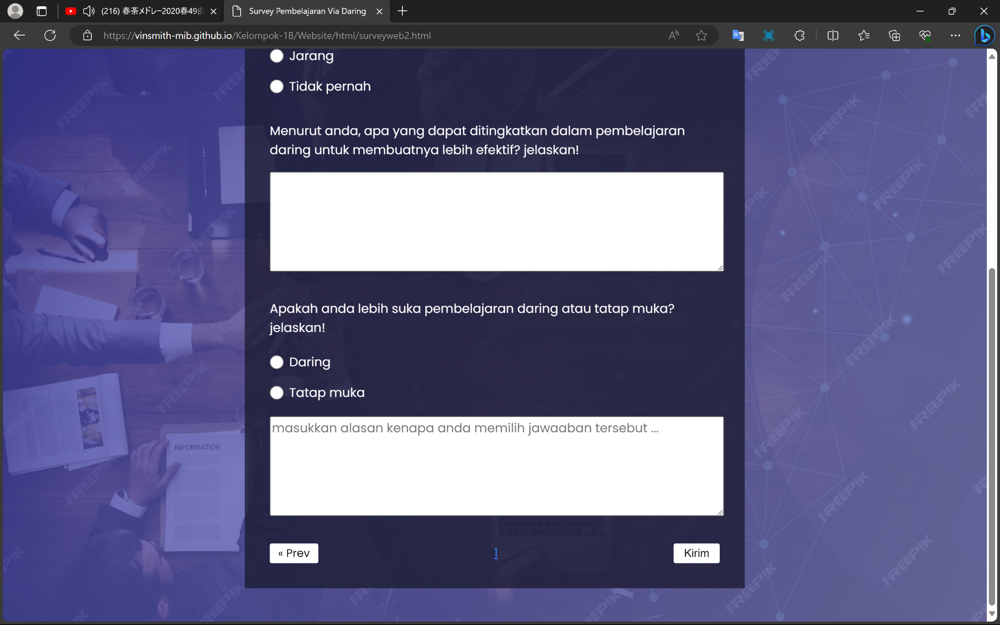 (216) 春茶メドレー2020春49曲
Survey Pembelajaran Via Daring
https://vinsmith-mib.github.io/Kelompok-1B/Website/html/surveyweb2.html
Jarang
Tidak pernah
Menurut anda, apa yang dapat ditingkatkan dalam pembelajaran
daring untuk membuatnya lebih efektif? jelaskan!
Apakah anda lebih suka pembelajaran daring atau tatap muka?
jelaskan!
Daring
Tatap muka
masukkan alasan kenapa anda memilih jawaaban tersebut ...
INFORMATION
« Prev
1
Kirim
FREEPIK